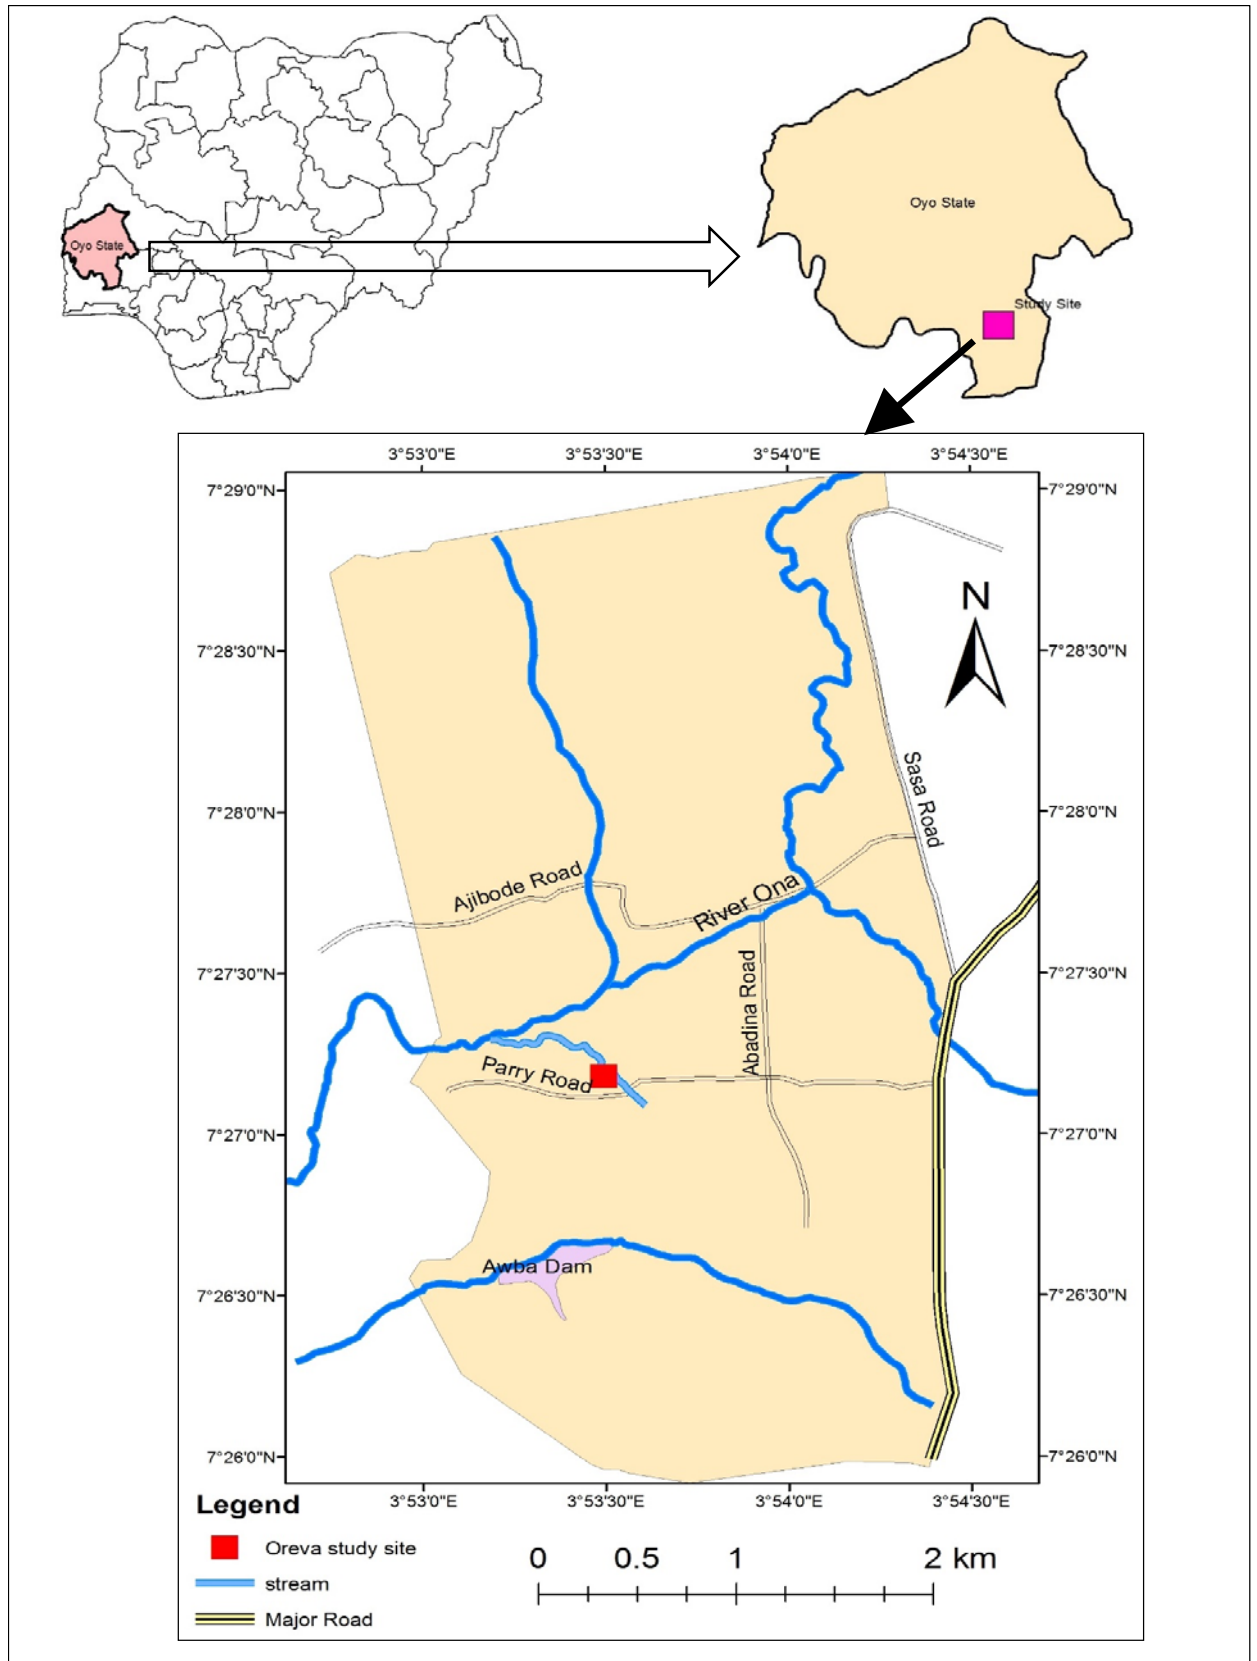 Oyo State
Oyo State
Study Site
3°53'0"E 3°53'30"E 3°54'0"E 3°54'30"E
7°29'0"N 7°29'0"N
N
7°28'30"N 7°28'30"N
Sasa Road
7°28'0"N 7°28'0"N
Ajibode Road
River Ona
7°27'30"N 7°27'30"N
Abadina Road
Parry Road
7°27'0"N 7°27'0"N
Awba Dam
7°26'30"N 7°26'30"N
7°26'0"N 7°26'0"N
3°53'0"E 3°53'30"E 3°54'0"E 3°54'30"E
Legend
Oreva study site
stream
Major Road
0 0.5 1 2 km